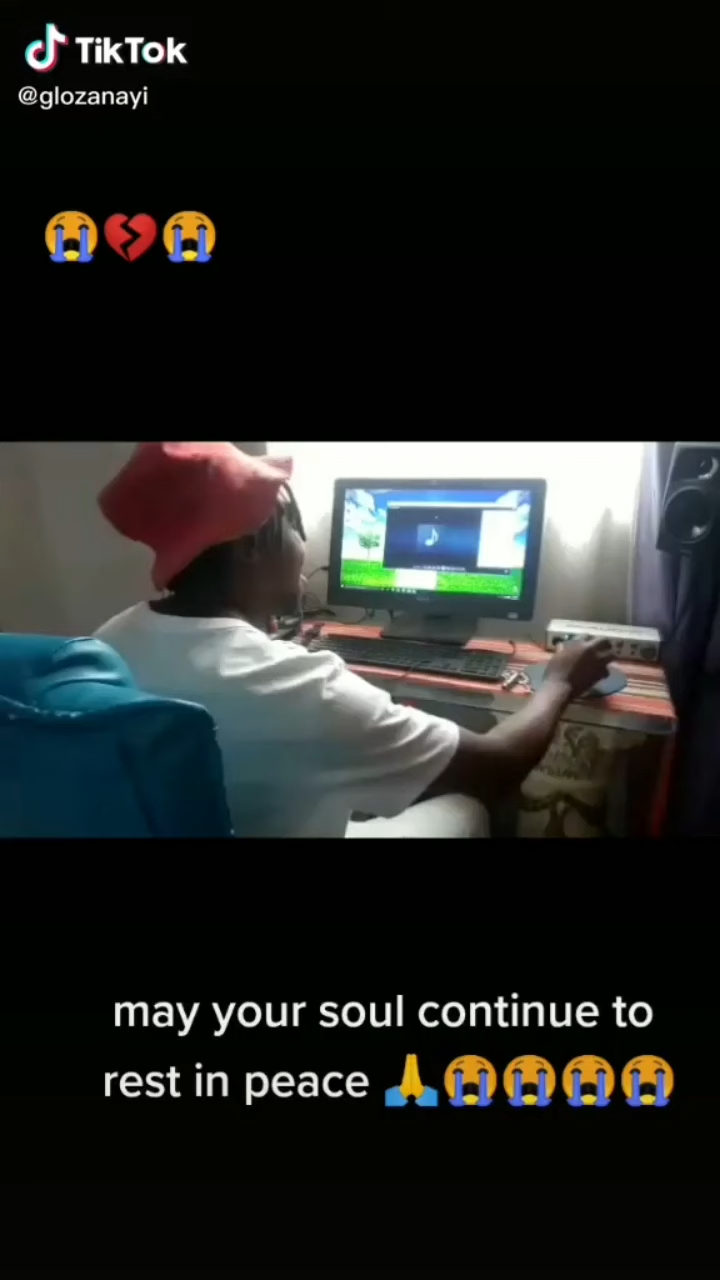 TikTok
@glozanayi
😭💔😭
may your soul continue to
rest in peace 🙏😭😭😭😭